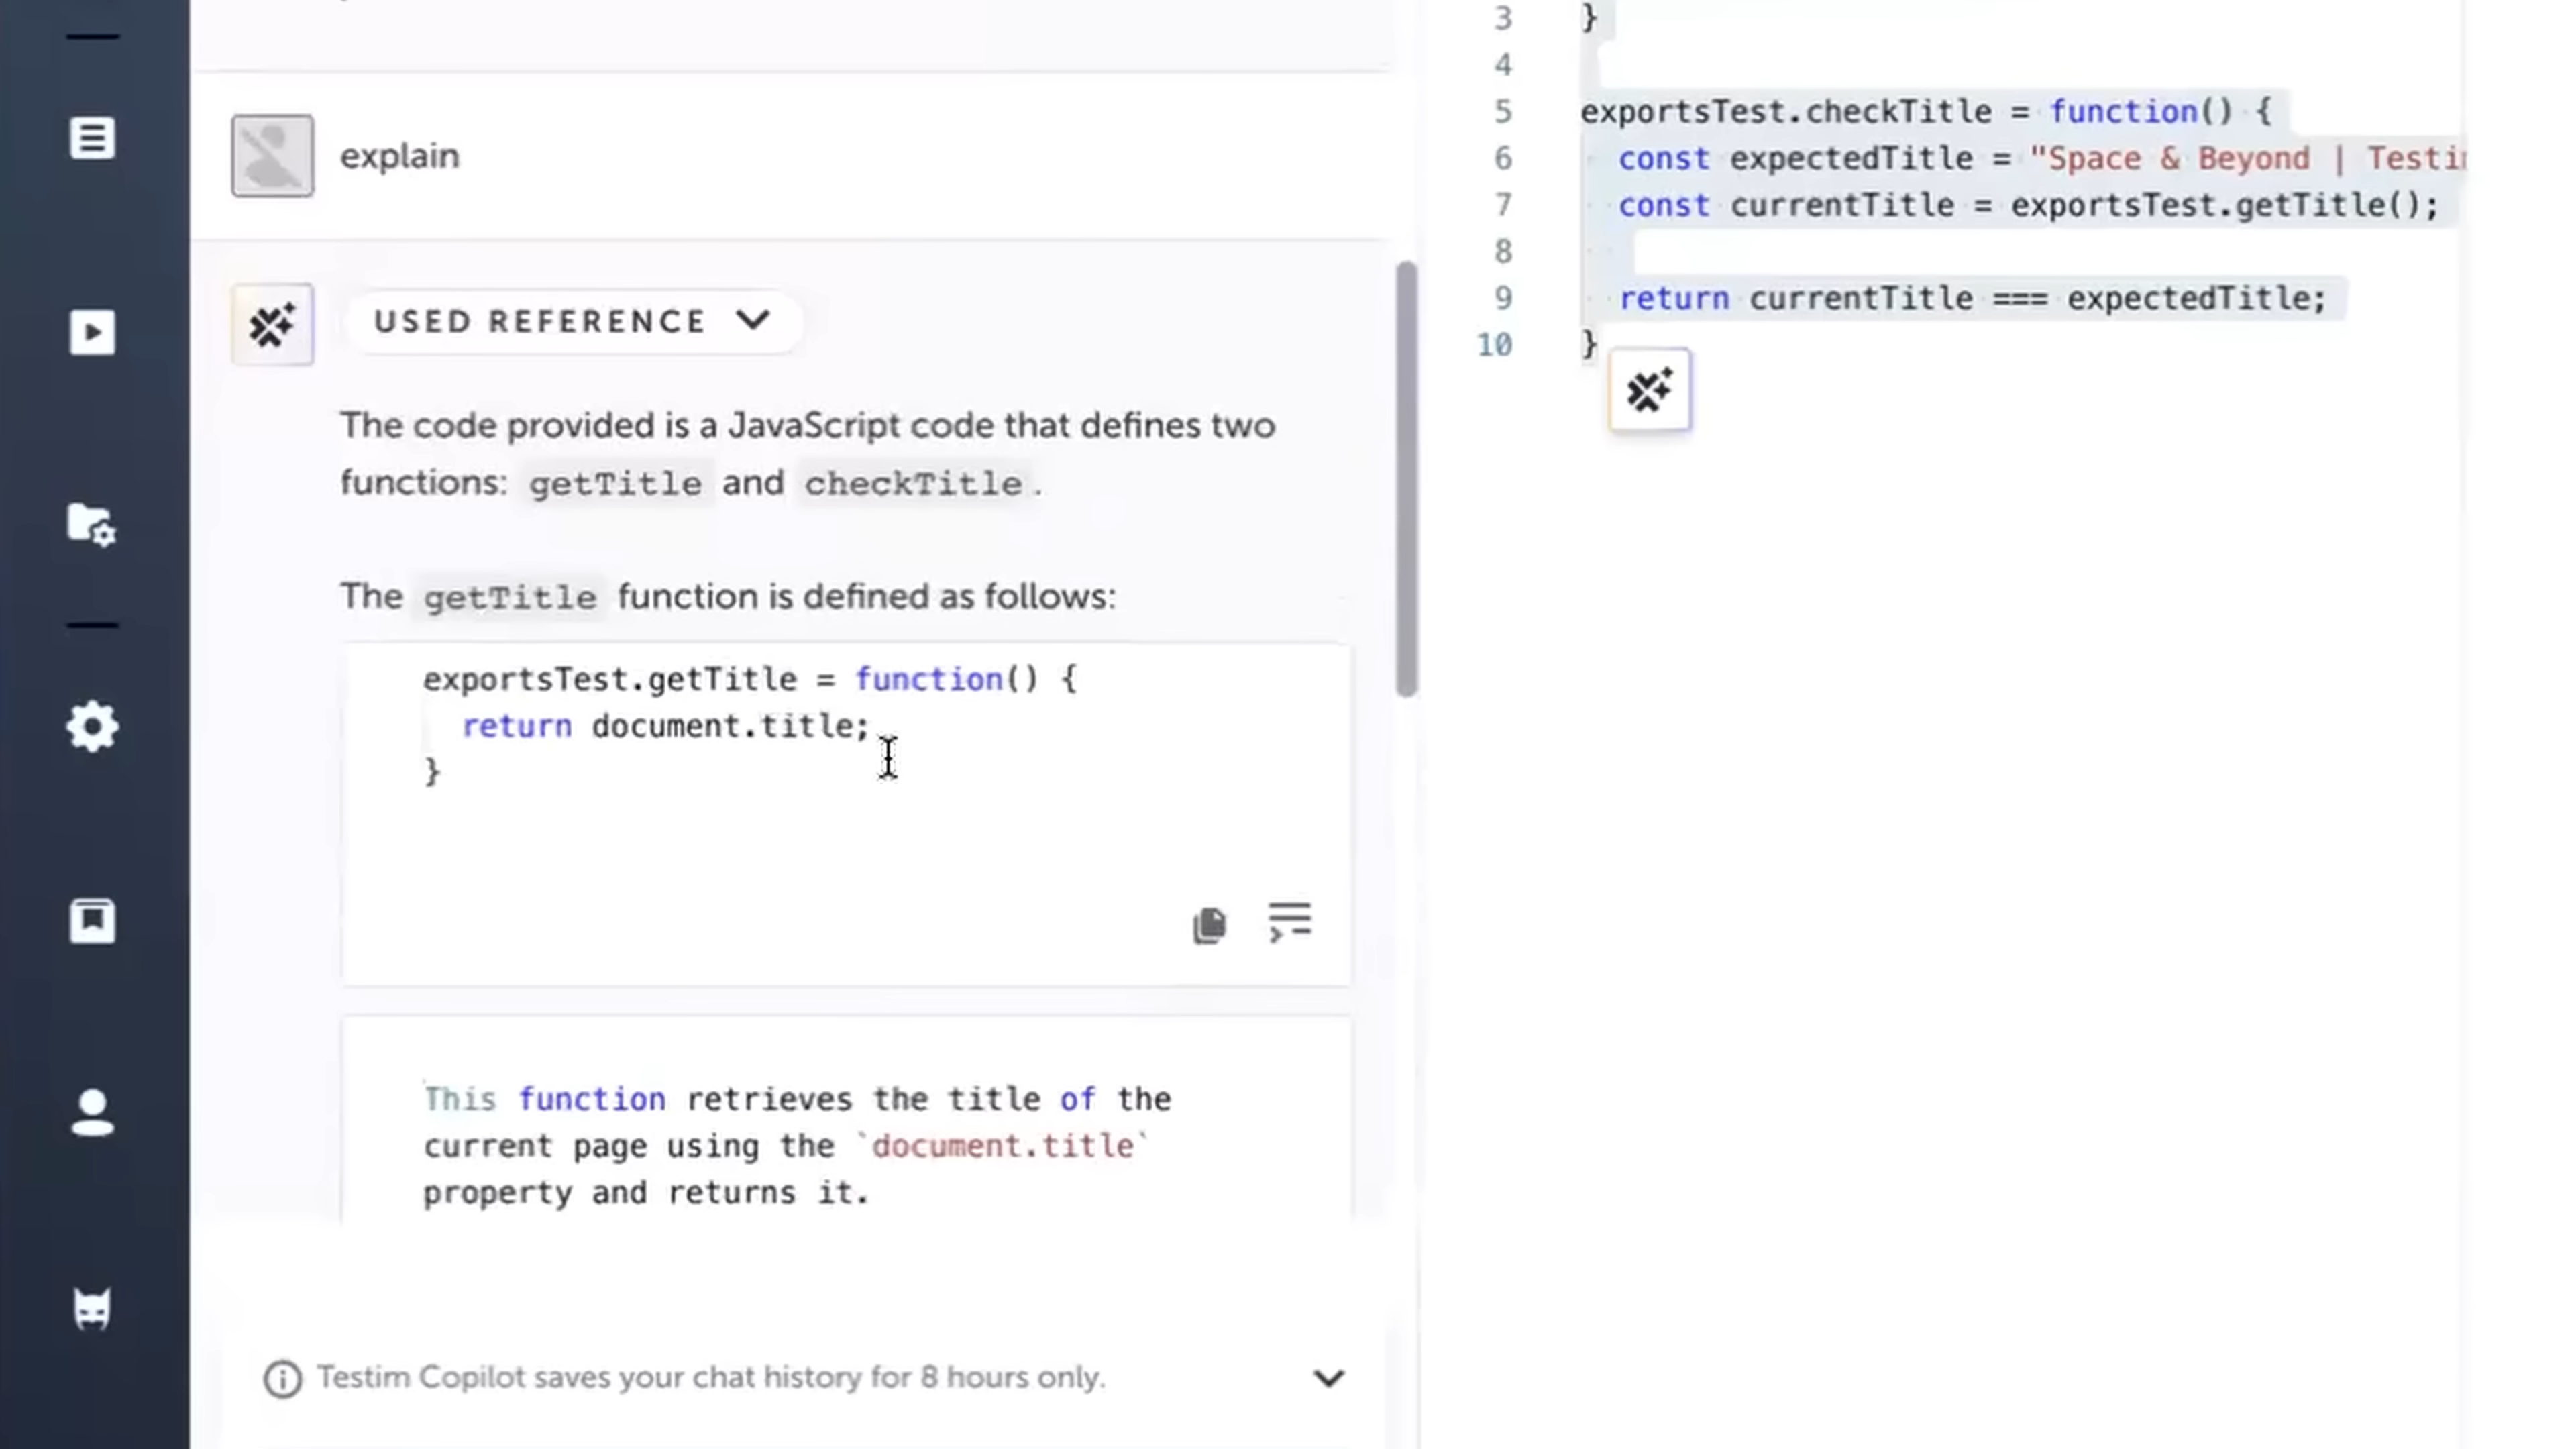 explain
USED REFERENCE
The code provided is a JavaScript code that defines two
functions: getTitle and checkTitle.
The getTitle function is defined as follows:
exportsTest.getTitle = function() {
return document.title;
}
This function retrieves the title of the
current page using the `document.title`
property and returns it.
Testim Copilot saves your chat history for 8 hours only.
3 }
4
5 exportsTest.checkTitle = function() {
6 const expectedTitle = "Space & Beyond | Testi
7 const currentTitle = exportsTest.getTitle();
8
9 return currentTitle === expectedTitle;
10 }